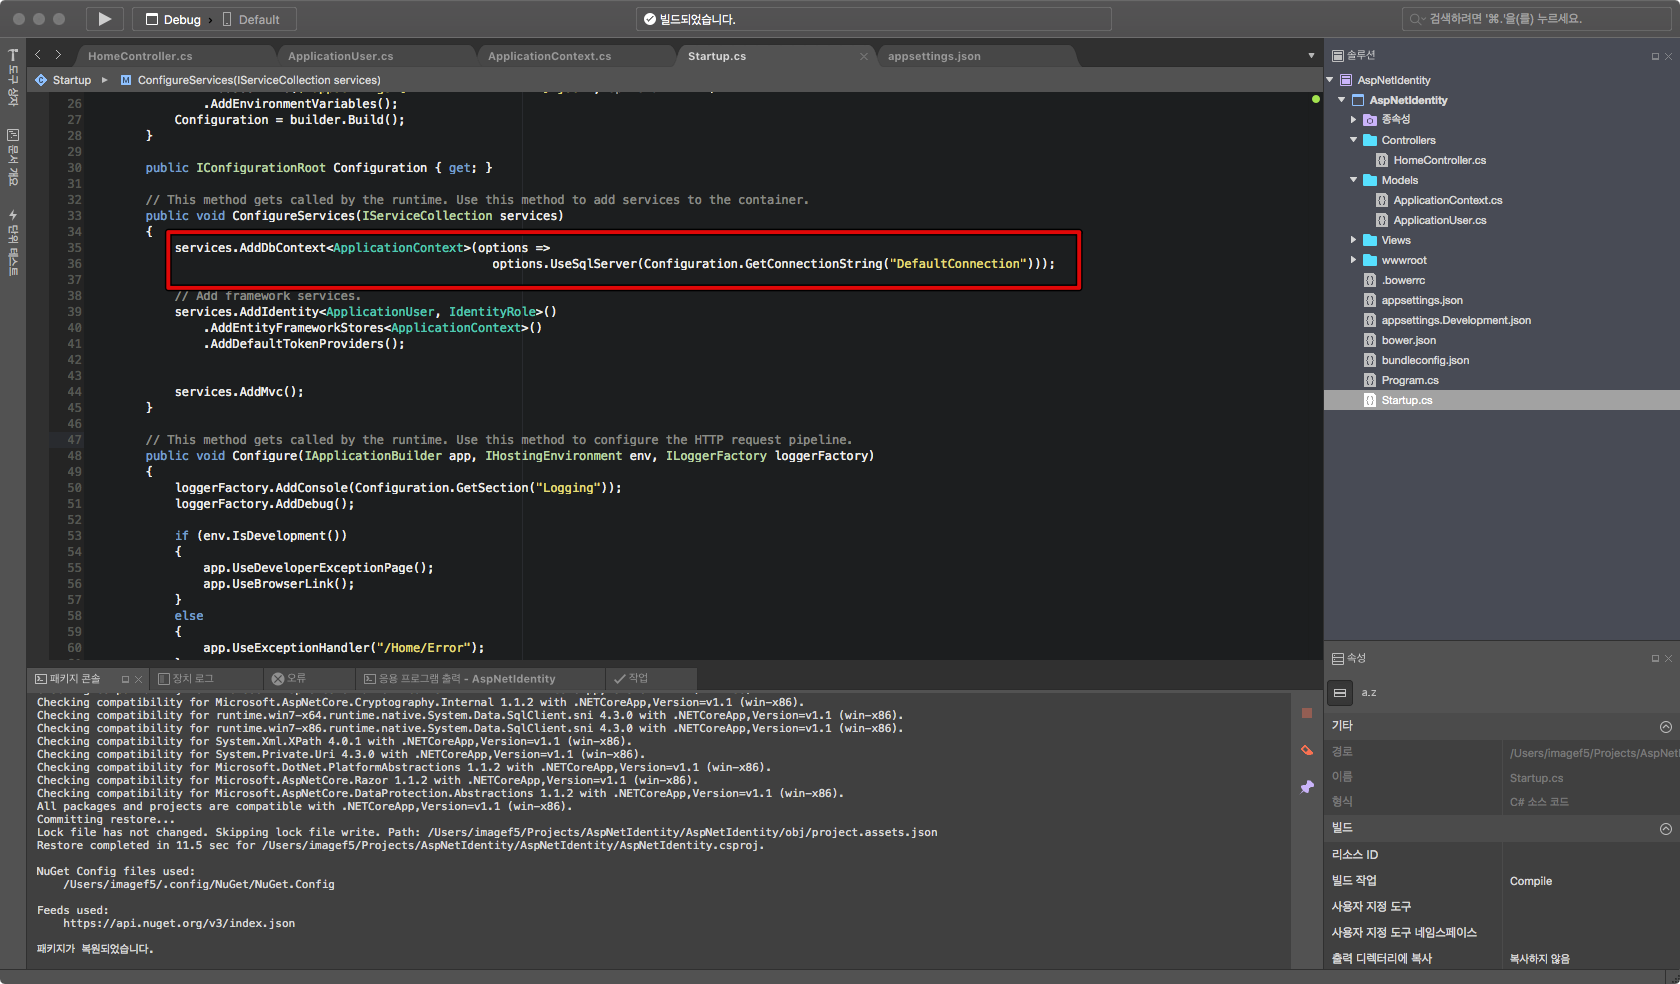 Debug › Default
빌드되었습니다.
검색하려면 '⌘.'을(를) 누르세요.
도구 상자
문서 개요
단위 테스트
HomeController.cs
ApplicationUser.cs
ApplicationContext.cs
Startup.cs
appsettings.json
Startup ▸ M ConfigureServices(IServiceCollection services)
26 .AddEnvironmentVariables();
27 Configuration = builder.Build();
28 }
29
30 public IConfigurationRoot Configuration { get; }
31
32 // This method gets called by the runtime. Use this method to add services to the container.
33 public void ConfigureServices(IServiceCollection services)
34 {
35 services.AddDbContext<ApplicationContext>(options =>
36 options.UseSqlServer(Configuration.GetConnectionString("DefaultConnection")));
37
38 // Add framework services.
39 services.AddIdentity<ApplicationUser, IdentityRole>()
40 .AddEntityFrameworkStores<ApplicationContext>()
41 .AddDefaultTokenProviders();
42
43
44 services.AddMvc();
45 }
46
47 // This method gets called by the runtime. Use this method to configure the HTTP request pipeline.
48 public void Configure(IApplicationBuilder app, IHostingEnvironment env, ILoggerFactory loggerFactory)
49 {
50 loggerFactory.AddConsole(Configuration.GetSection("Logging"));
51 loggerFactory.AddDebug();
52
53 if (env.IsDevelopment())
54 {
55 app.UseDeveloperExceptionPage();
56 app.UseBrowserLink();
57 }
58 else
59 {
60 app.UseExceptionHandler("/Home/Error");
패키지 콘솔
장치 로그
오류
응용 프로그램 출력 - AspNetIdentity
작업
Checking compatibility for Microsoft.AspNetCore.Cryptography.Internal 1.1.2 with .NETCoreApp,Version=v1.1 (win-x86).
Checking compatibility for runtime.win7-x64.runtime.native.System.Data.SqlClient.sni 4.3.0 with .NETCoreApp,Version=v1.1 (win-x86).
Checking compatibility for runtime.win7-x86.runtime.native.System.Data.SqlClient.sni 4.3.0 with .NETCoreApp,Version=v1.1 (win-x86).
Checking compatibility for System.Xml.XPath 4.0.1 with .NETCoreApp,Version=v1.1 (win-x86).
Checking compatibility for System.Private.Uri 4.3.0 with .NETCoreApp,Version=v1.1 (win-x86).
Checking compatibility for Microsoft.DotNet.PlatformAbstractions 1.1.2 with .NETCoreApp,Version=v1.1 (win-x86).
Checking compatibility for Microsoft.AspNetCore.Razor 1.1.2 with .NETCoreApp,Version=v1.1 (win-x86).
Checking compatibility for Microsoft.AspNetCore.DataProtection.Abstractions 1.1.2 with .NETCoreApp,Version=v1.1 (win-x86).
All packages and projects are compatible with .NETCoreApp,Version=v1.1 (win-x86).
Committing restore...
Lock file has not changed. Skipping lock file write. Path: /Users/imagef5/Projects/AspNetIdentity/AspNetIdentity/obj/project.assets.json
Restore completed in 11.5 sec for /Users/imagef5/Projects/AspNetIdentity/AspNetIdentity/AspNetIdentity.csproj.
NuGet Config files used:
/Users/imagef5/.config/NuGet/NuGet.Config
Feeds used:
https://api.nuget.org/v3/index.json
패키지가 복원되었습니다.
솔루션
AspNetIdentity
AspNetIdentity
종속성
Controllers
HomeController.cs
Models
ApplicationContext.cs
ApplicationUser.cs
Views
wwwroot
.bowerrc
appsettings.json
appsettings.Development.json
bower.json
bundleconfig.json
Program.cs
Startup.cs
속성
a.z
기타
경로 /Users/imagef5/Projects/AspNetI
이름 Startup.cs
형식 C# 소스 코드
빌드
리소스 ID
빌드 작업 Compile
사용자 지정 도구
사용자 지정 도구 네임스페이스
출력 디렉터리에 복사 복사하지 않음